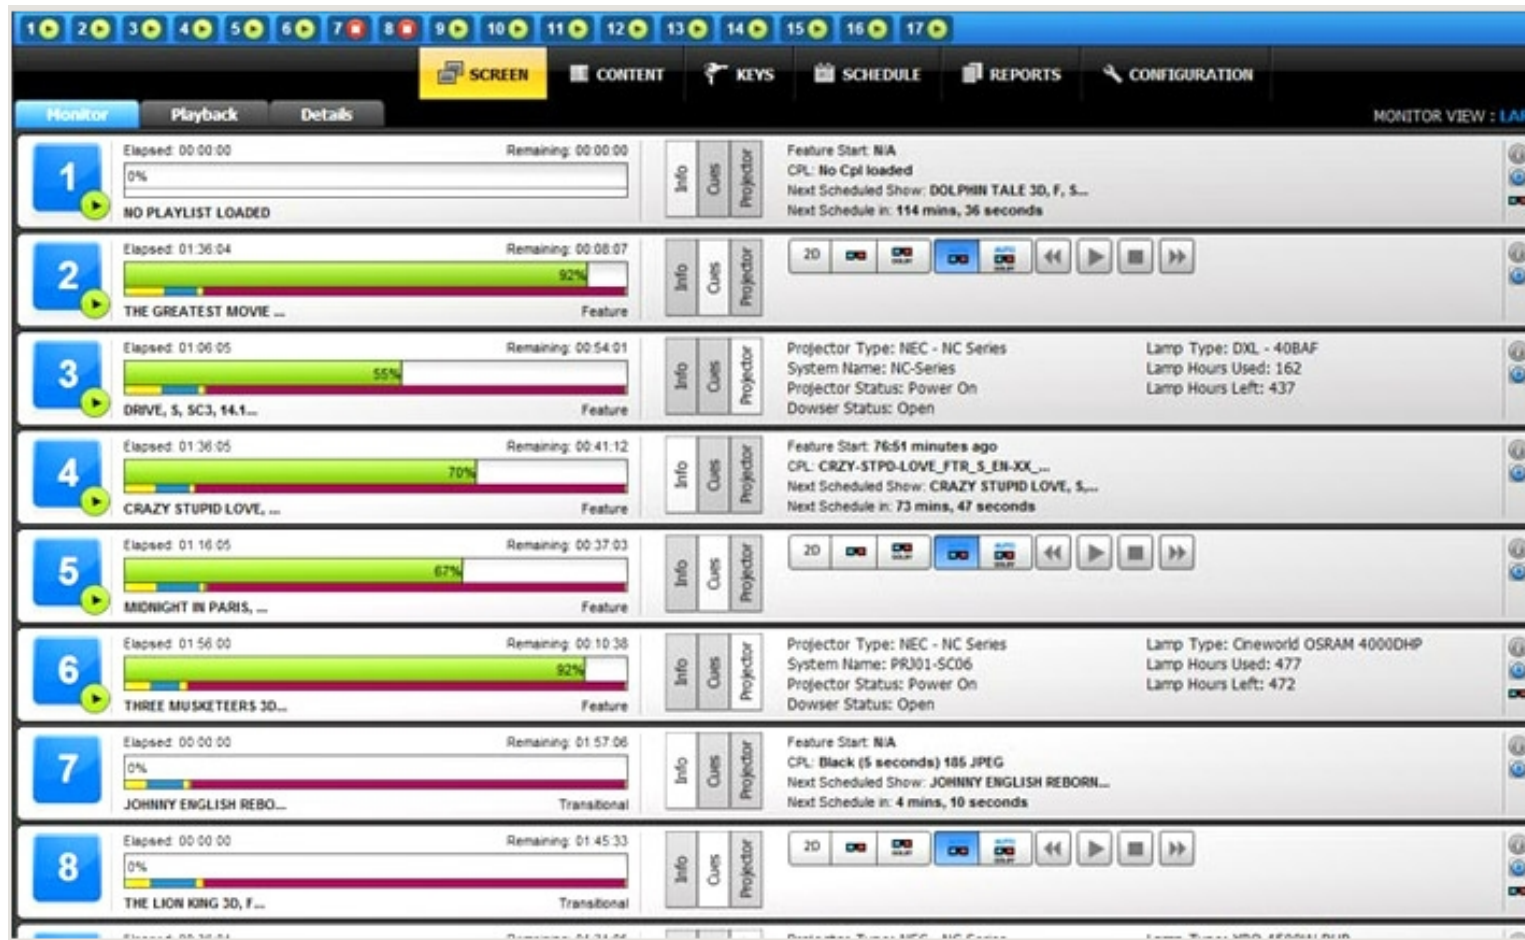 1 2 3 4 5 6 7 8 9 10 11 12 13 14 15 16 17
SCREEN CONTENT KEYS SCHEDULE REPORTS CONFIGURATION
Monitor Playback Details
MONITOR VIEW :
1
Elapsed: 00:00:00 Remaining: 00:00:00
0%
NO PLAYLIST LOADED
Info Cues Projector
Feature Start: N/A
CPL: No Cpl loaded
Next Scheduled Show: DOLPHIN TALE 3D, F, S...
Next Schedule in: 114 mins, 36 seconds
2
Elapsed: 01:36:04 Remaining: 00:08:07
92%
THE GREATEST MOVIE ... Feature
Info Cues Projector
2D
3
Elapsed: 01:06:05 Remaining: 00:54:01
55%
DRIVE, S, SC3, 14.1... Feature
Info Cues Projector
Projector Type: NEC - NC Series Lamp Type: DXL - 40BAF
System Name: NC-Series Lamp Hours Used: 162
Projector Status: Power On Lamp Hours Left: 437
Dowser Status: Open
4
Elapsed: 01:36:05 Remaining: 00:41:12
70%
CRAZY STUPID LOVE, ... Feature
Info Cues Projector
Feature Start: 76:51 minutes ago
CPL: CRZY-STPD-LOVE_FTR_S_EN-XX_...
Next Scheduled Show: CRAZY STUPID LOVE, S,...
Next Schedule in: 73 mins, 47 seconds
5
Elapsed: 01:16:05 Remaining: 00:37:03
67%
MIDNIGHT IN PARIS, ... Feature
Info Cues Projector
2D
6
Elapsed: 01:56:00 Remaining: 00:10:38
92%
THREE MUSKETEERS 3D... Feature
Info Cues Projector
Projector Type: NEC - NC Series Lamp Type: Cineworld OSRAM 4000DHP
System Name: PRJ01-SC06 Lamp Hours Used: 477
Projector Status: Power On Lamp Hours Left: 472
Dowser Status: Open
7
Elapsed: 00:00:00 Remaining: 01:57:06
0%
JOHNNY ENGLISH REBO... Transitional
Info Cues Projector
Feature Start: N/A
CPL: Black (5 seconds) 185 JPEG
Next Scheduled Show: JOHNNY ENGLISH REBORN...
Next Schedule in: 4 mins, 10 seconds
8
Elapsed: 00:00:00 Remaining: 01:45:33
0%
THE LION KING 3D, F... Transitional
Info Cues Projector
2D